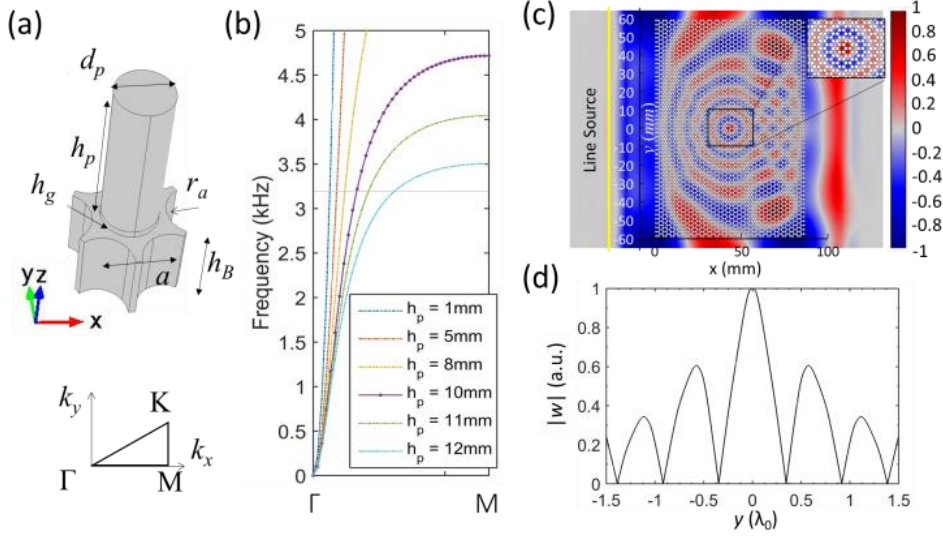 (a)
d_p
h_p
h_g
r_a
h_B
a
y z
x
k_y
K
k_x
Γ
M
(b)
Frequency (kHz)
5
4.5
4
3.5
3
2.5
2
1.5
1
0.5
0
Γ
M
h_p = 1mm
h_p = 5mm
h_p = 8mm
h_p = 10mm
h_p = 11mm
h_p = 12mm
(c)
Line Source
y (mm)
60
50
40
30
20
10
0
-10
-20
-30
-40
-50
-60
0
50
100
x (mm)
1
0.8
0.6
0.4
0.2
0
-0.2
-0.4
-0.6
-0.8
-1
(d)
|w| (a.u.)
1
0.8
0.6
0.4
0.2
0
-1.5
-1
-0.5
0
0.5
1
1.5
y (λ₀)